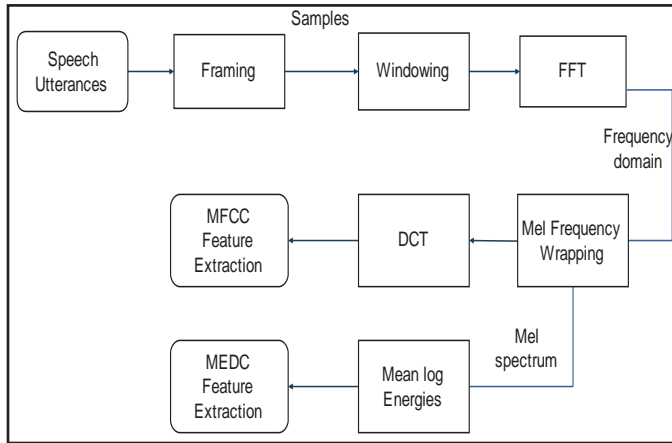 Samples
Speech
Utterances
Framing
Windowing
FFT
Frequency
domain
MFCC
Feature
Extraction
DCT
Mel Frequency
Wrapping
Mel
spectrum
MEDC
Feature
Extraction
Mean log
Energies